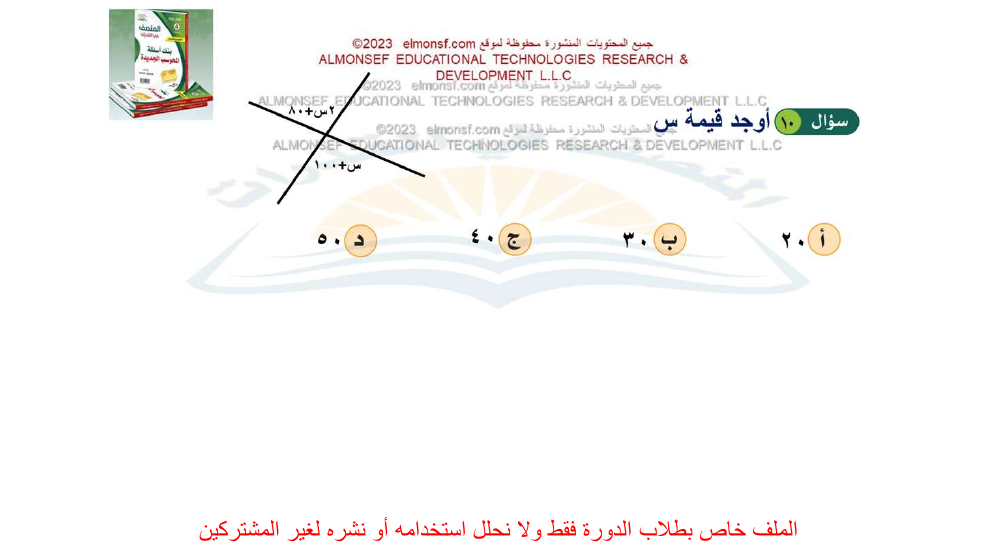 المنصف
في القدرات
بنك أسئلة
المحوسب الجديدة
جميع المحتويات المنشورة محفوظة لموقع elmonsf.com ©2023
ALMONSEF EDUCATIONAL TECHNOLOGIES RESEARCH &
DEVELOPMENT L.L.C
جميع المحتويات المنشورة محفوظة لموقع elmonsf.com ©2023
ALMONSEF EDUCATIONAL TECHNOLOGIES RESEARCH & DEVELOPMENT L.L.C
سؤال ١٠ أوجد قيمة س
جميع المحتويات المنشورة محفوظة لموقع elmonsf.com ©2023
ALMONSEF EDUCATIONAL TECHNOLOGIES RESEARCH & DEVELOPMENT L.L.C
٢س+٨٠
س+١٠٠
أ ٢٠ ب ٣٠ ج ٤٠ د ٥٠
الملف خاص بطلاب الدورة فقط ولا نحلل استخدامه أو نشره لغير المشتركين